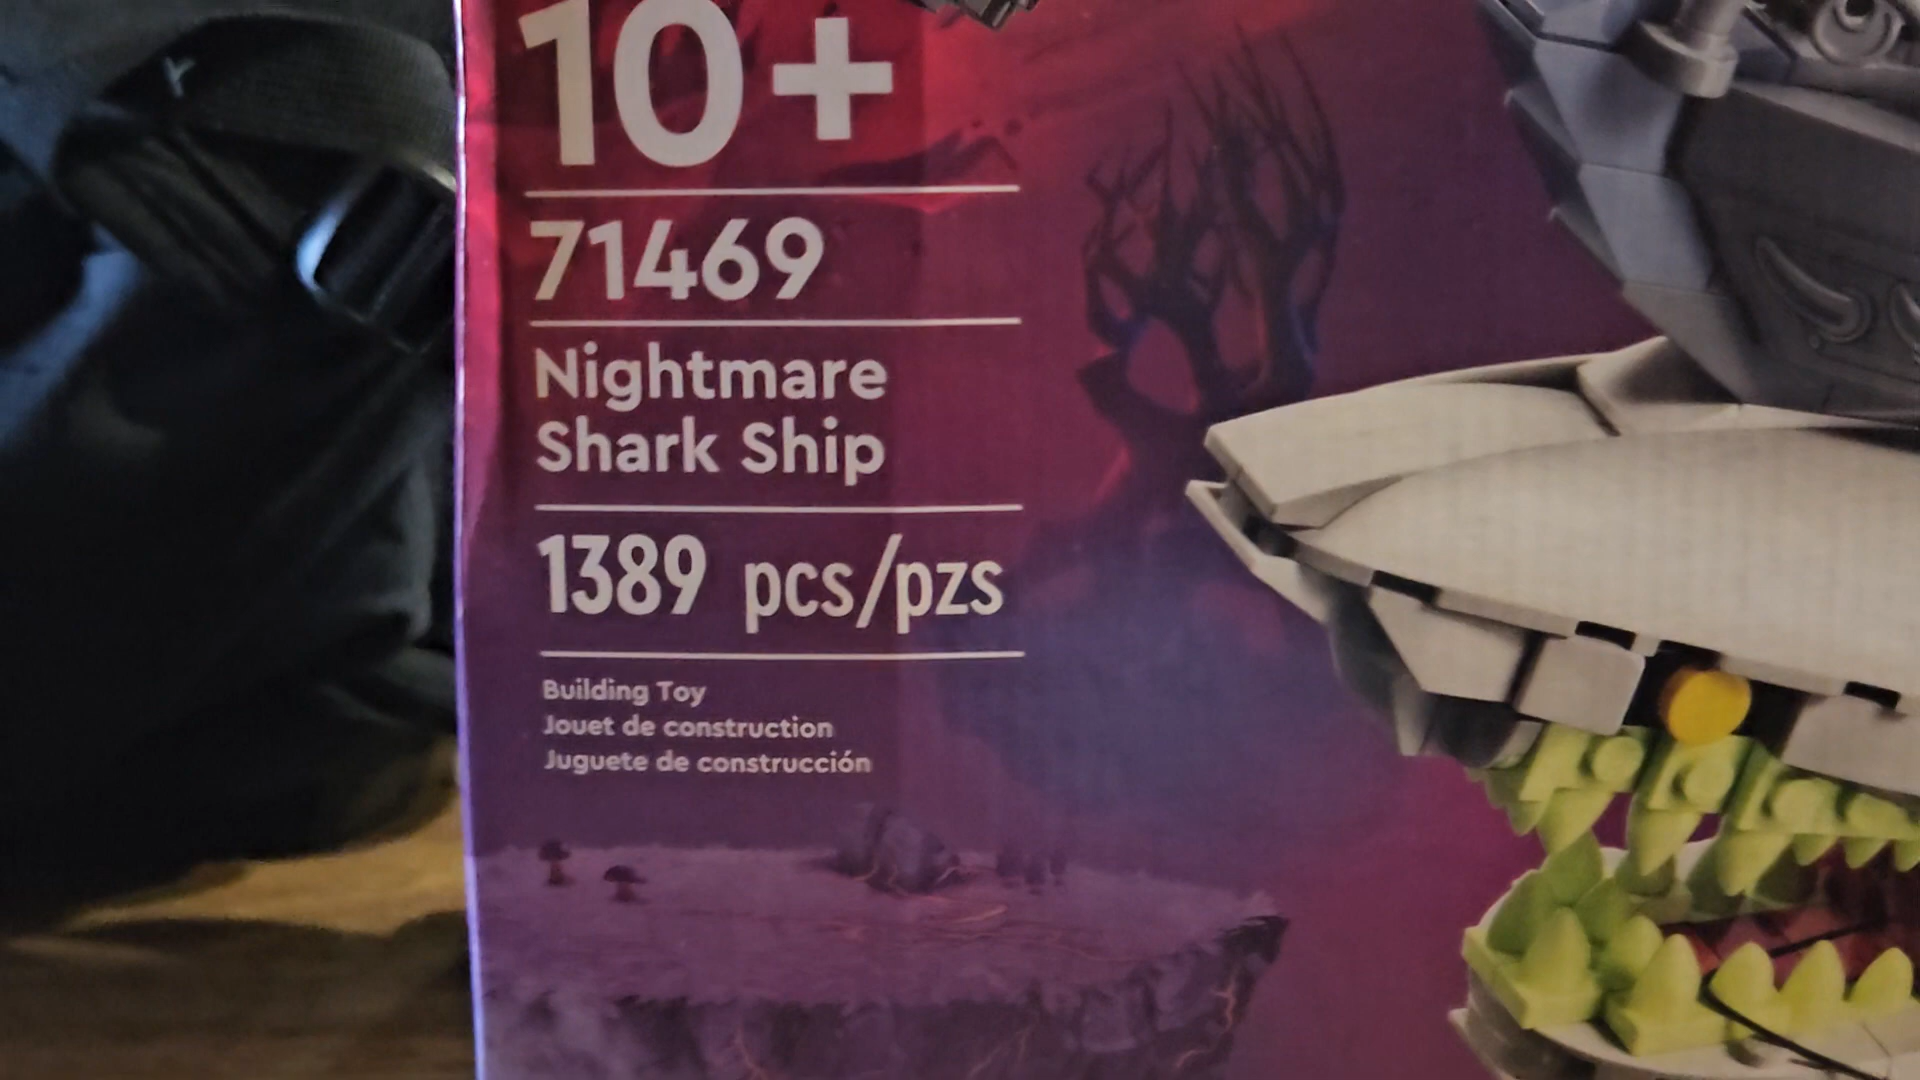 10+
71469
Nightmare
Shark Ship
1389 pcs/pzs
Building Toy
Jouet de construction
Juguete de construcción